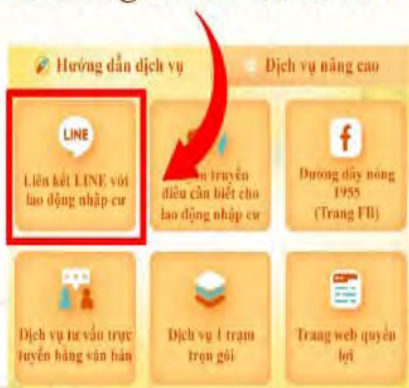 Hướng dẫn dịch vụ
Dịch vụ nâng cao
LINE
Liên kết LINE với
lao động nhập cư
truyền
điều cần biết cho
lao động nhập cư
Đường dây nóng
1955
(Trang FB)
Dịch vụ tư vấn trực
tuyến bằng văn bản
Dịch vụ 1 trạm
trọn gói
Trang web quyền
lợi